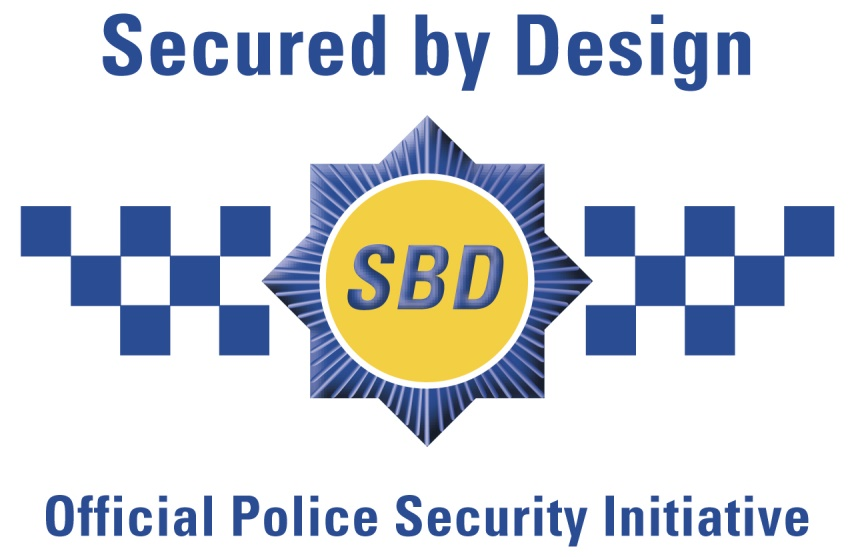 Secured by Design
SBD
Official Police Security Initiative